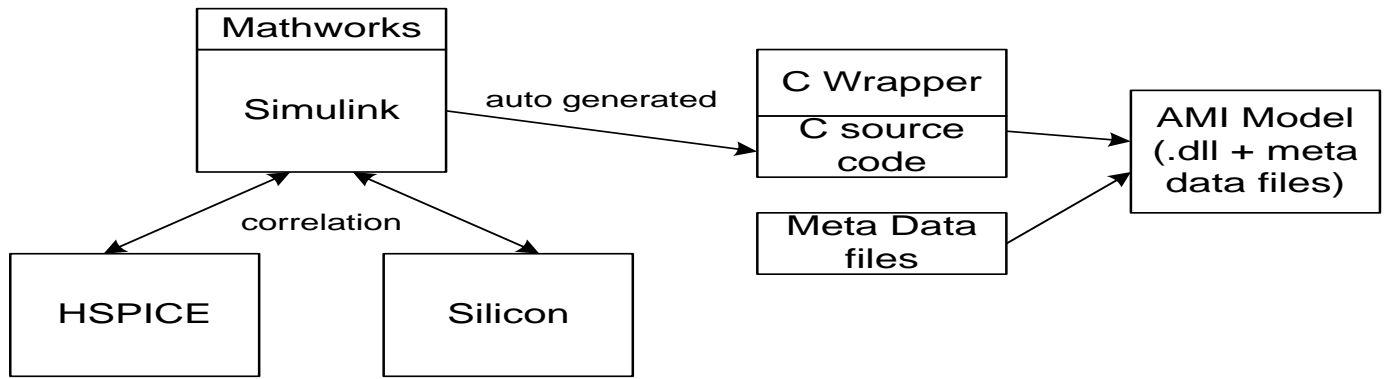 Mathworks
Simulink
auto generated
C Wrapper
C source
code
AMI Model
(.dll + meta
data files)
Meta Data
files
correlation
HSPICE
Silicon